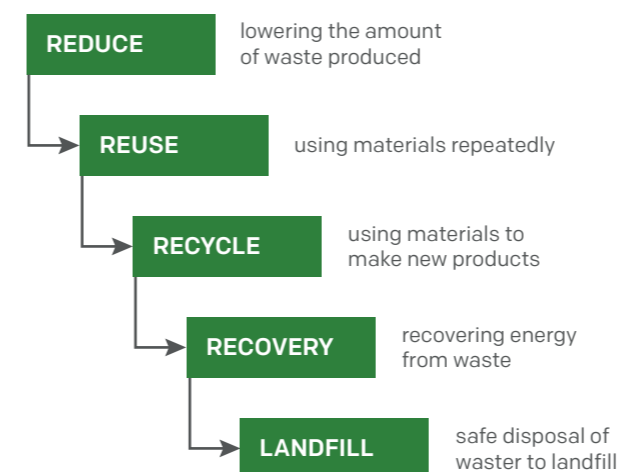 REDUCE
lowering the amount
of waste produced
REUSE
using materials repeatedly
RECYCLE
using materials to
make new products
RECOVERY
recovering energy
from waste
LANDFILL
safe disposal of
waster to landfill